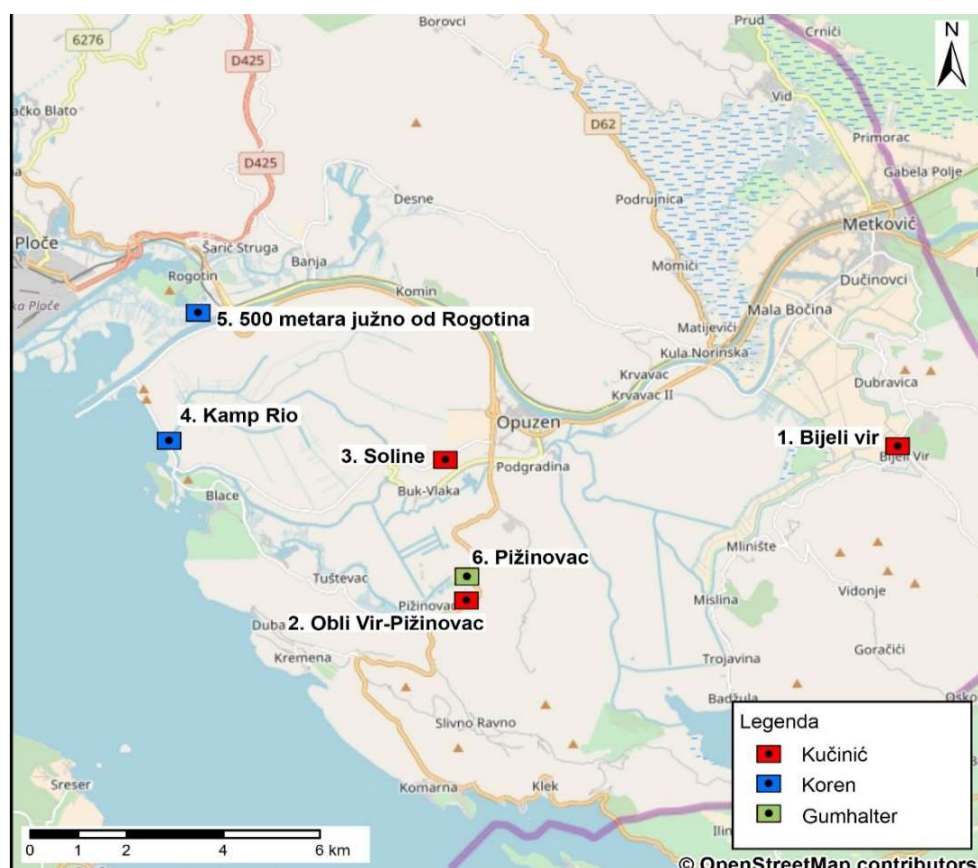 Borovci
Prud
Crnići
N
6276
D425
ačko Blato
Vid
D62
Primorac
D425
Gabela Polje
Podrujnica
Desne
Metković
Ploče
Šarić Struga
Banja
Momići
Dučinovci
Rogotin
Komin
ka Ploče
Mala Bočina
5. 500 metara južno od Rogotina
Matijevići
Kula Norinska
Krvavac
Dubravica
Krvavac II
4. Kamp Rio
Opuzen
1. Bijeli vir
3. Soline
Bijeli Vir
Podgradina
Buk-Vlaka
Blace
Mlinište
6. Pižinovac
Tuštevac
Vidonje
Mislina
Pižinovac
2. Obli Vir-Pižinovac
Duba
Goračići
Kremena
Trojavina
Badžula
Osko
Slivno Ravno
Legenda
Kučinić
Sreser
Komarna
Klek
Koren
Gumhalter
Ilin
0 1 2 4 6 km
© OpenStreetMap contributors